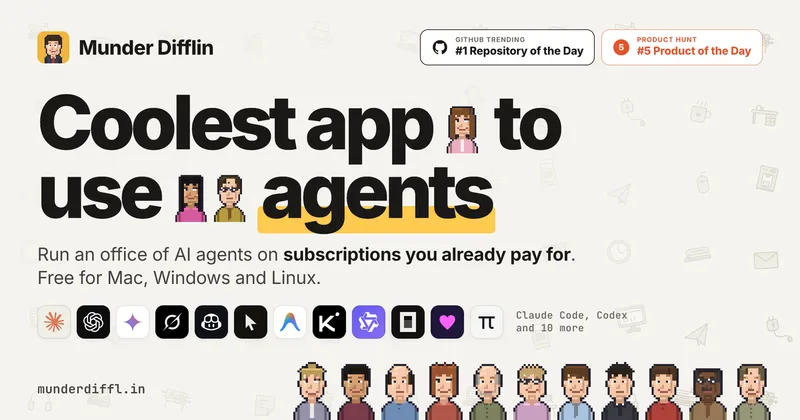 Munder Difflin
GITHUB TRENDING
#1 Repository of the Day
5
PRODUCT HUNT
#5 Product of the Day
Coolest app to
use agents
Run an office of AI agents on subscriptions you already pay for.
Free for Mac, Windows and Linux.
Claude Code, Codex
and 10 more
munderdiffl.in